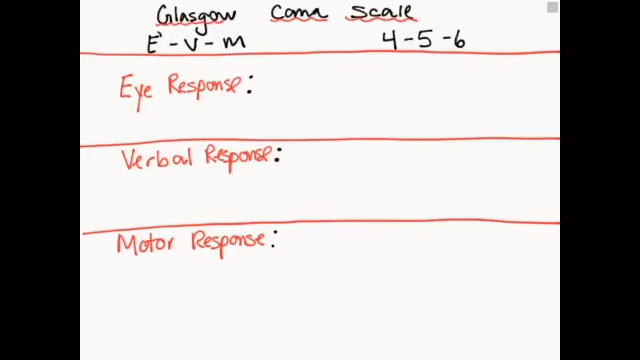 Glasgow Coma Scale
E - V - M 4 - 5 - 6
Eye Response:
Verbal Response:
Motor Response: